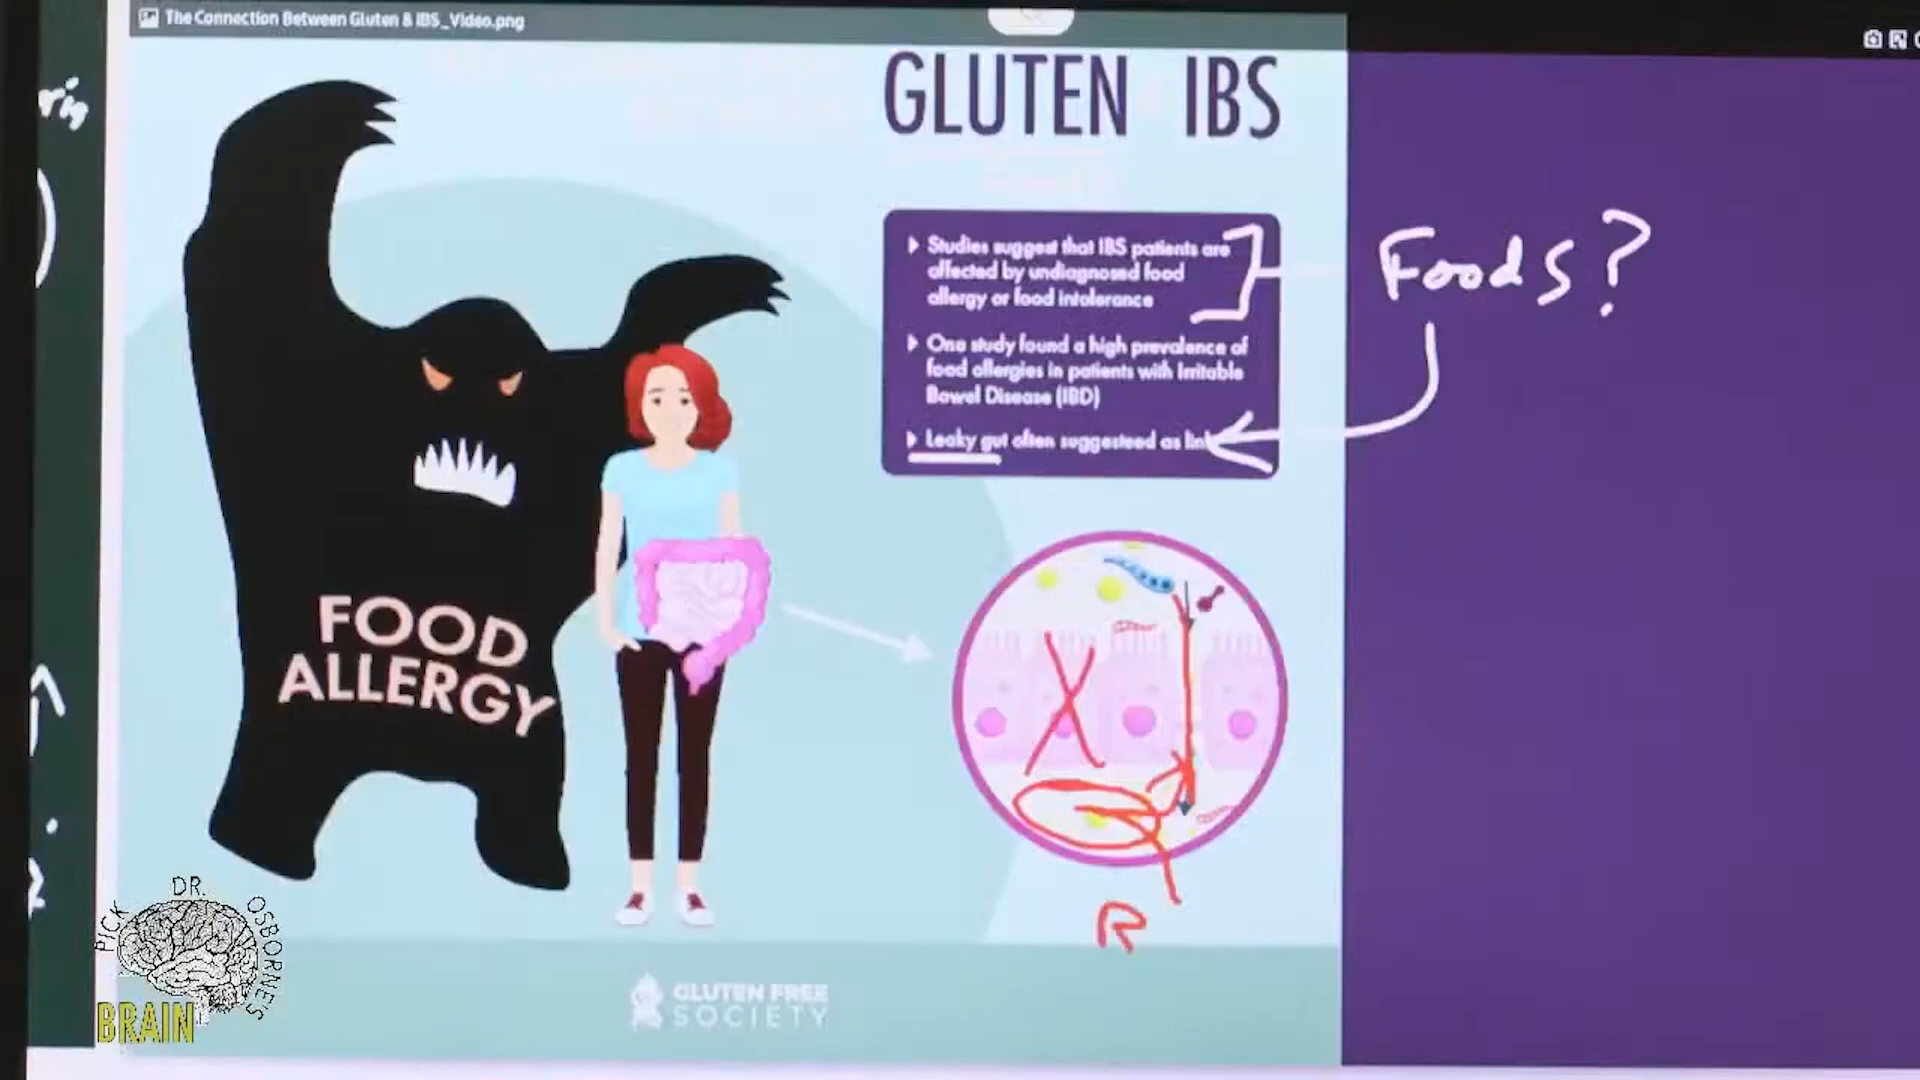 The Connection Between Gluten & IBS_Video.png
GLUTEN IBS
Studies suggest that IBS patients are
affected by undiagnosed food
allergy or food intolerance
One study found a high prevalence of
food allergies in patients with Irritable
Bowel Disease (IBD)
Leaky gut often suggesteed as link
Foods?
FOOD
ALLERGY
R
GLUTEN FREE
SOCIETY
PICK
DR.
OSBORNE'S
BRAIN